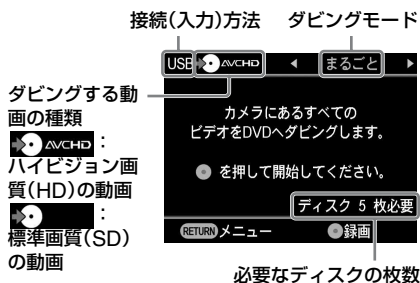 接続(入力)方法
ダビングモード
USB AVCHD
まるごと
ダビングする動
画の種類
AVCHD :
ハイビジョン画
質(HD)の動画
:
標準画質(SD)
の動画
カメラにあるすべての
ビデオをDVDへダビングします。
を押して開始してください。
ディスク 5 枚必要
RETURN メニュー
録画
必要なディスクの枚数